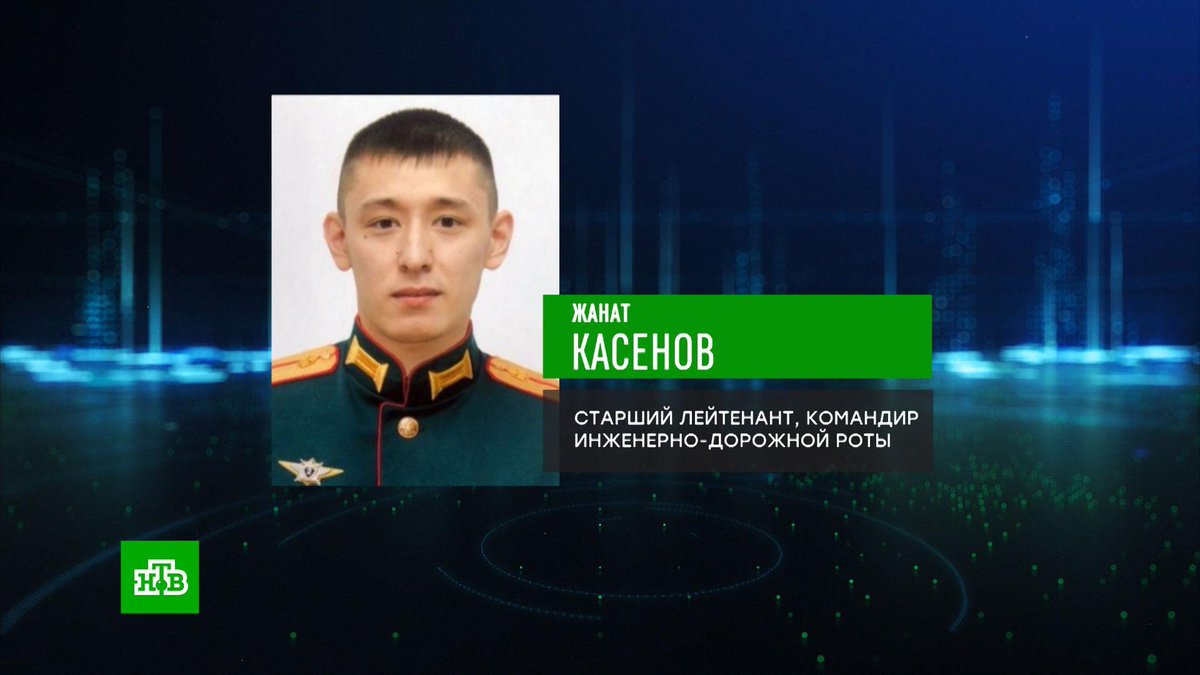 ЖАНАТ
КАСЕНОВ
СТАРШИЙ ЛЕЙТЕНАНТ, КОМАНДИР
ИНЖЕНЕРНО-ДОРОЖНОЙ РОТЫ
НТВ